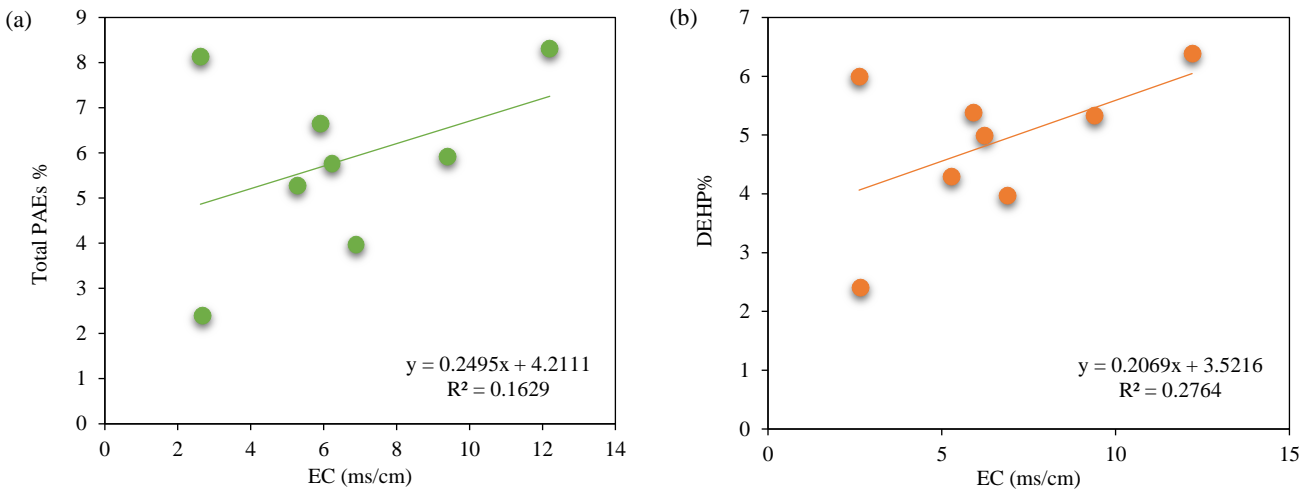 (a)
9
8
7
6
5
4
3
2
1
0
Total PAEs %
0 2 4 6 8 10 12 14
EC (ms/cm)
y = 0.2495x + 4.2111
R² = 0.1629
(b)
7
6
5
4
3
2
1
0
DEHP%
0 5 10 15
EC (ms/cm)
y = 0.2069x + 3.5216
R² = 0.2764